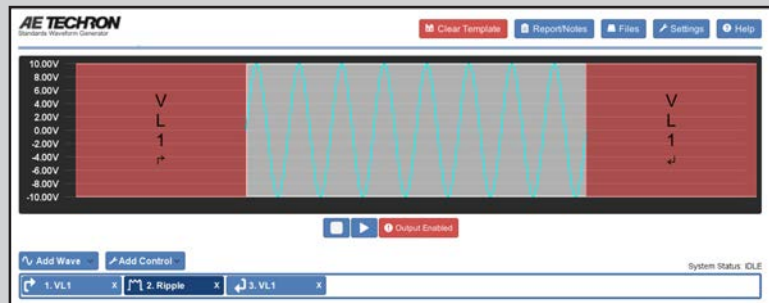 AE TECHRON
Standards Waveform Generator
Clear Template
Report/Notes
Files
Settings
Help
10.00V
8.00V
6.00V
4.00V
2.00V
0.00V
-2.00V
-4.00V
-6.00V
-8.00V
-10.00V
V
L
1
V
L
1
Output Enabled
Add Wave
Add Control
System Status: IDLE
1. VL1 x
2. Ripple x
3. VL1 x